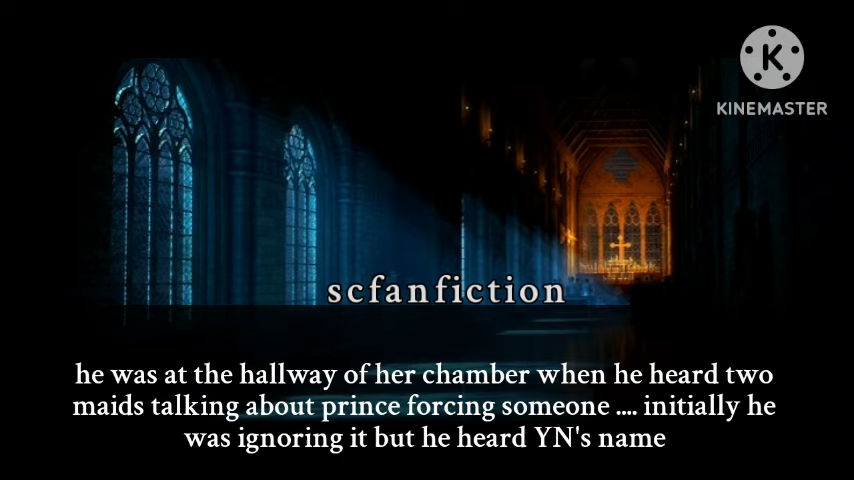 KINEMASTER
scfanfiction
he was at the hallway of her chamber when he heard two
maids talking about prince forcing someone .... initially he
was ignoring it but he heard YN's name